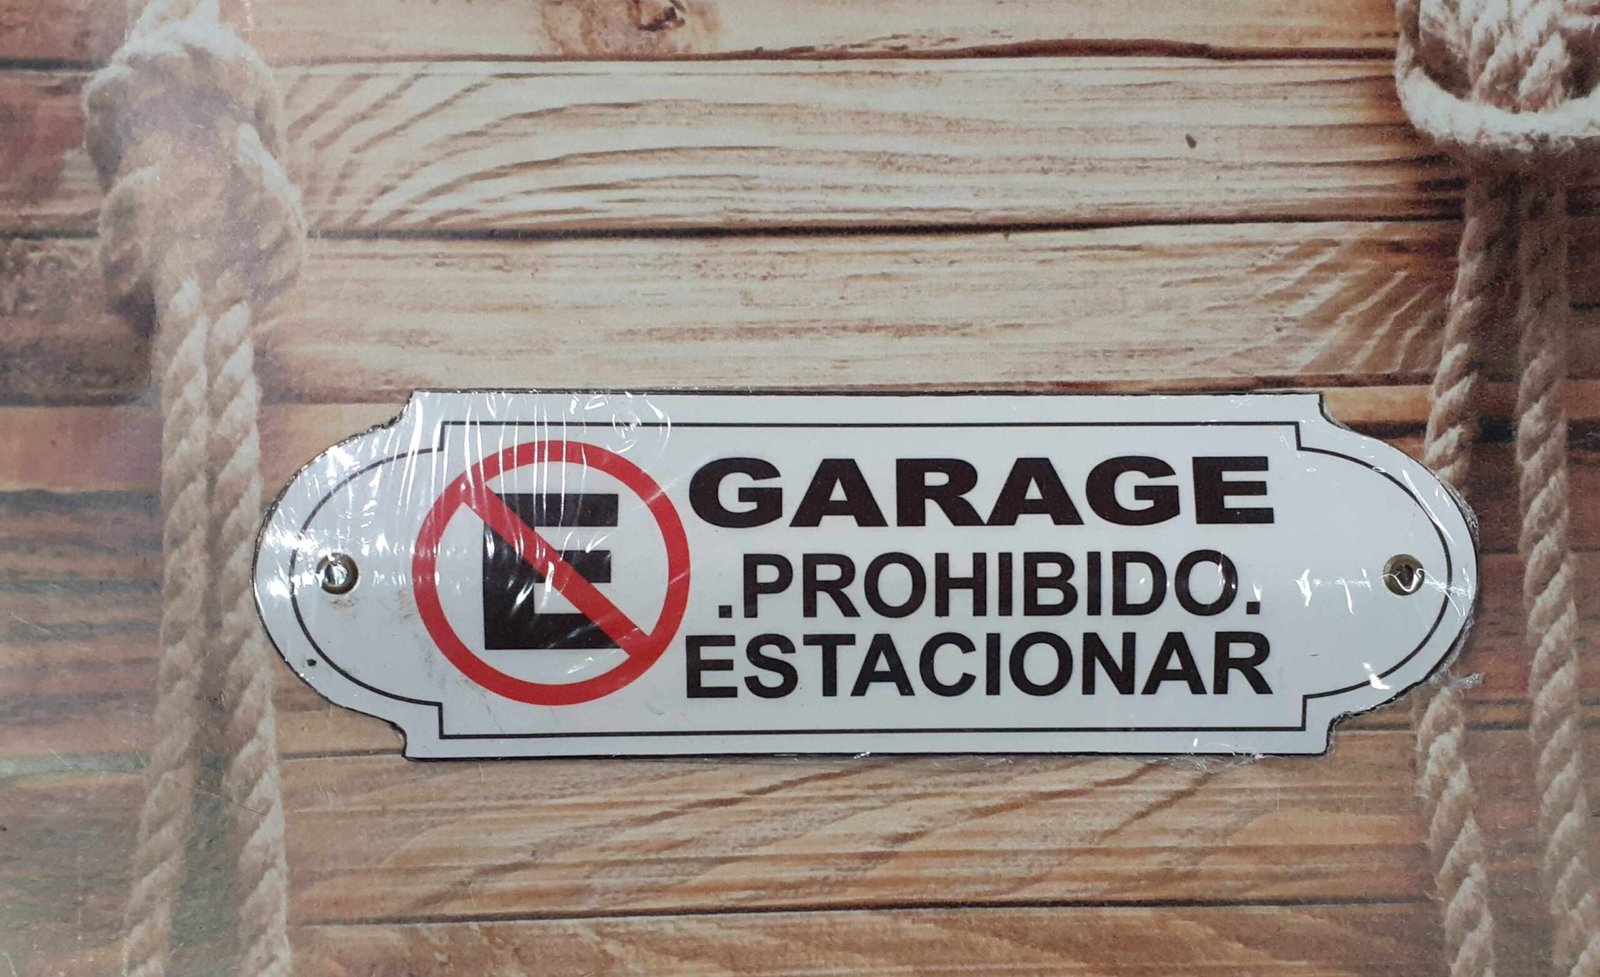 E
GARAGE
.PROHIBIDO.
ESTACIONAR